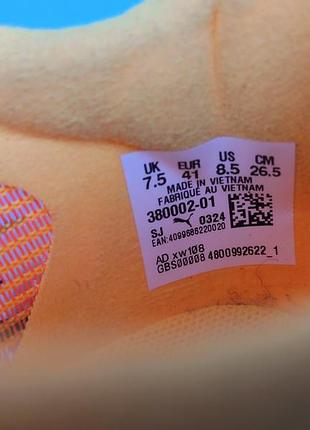 UK EUR US CM
7.5 41 8.5 26.5
MADE IN VIETNAM
FABRIQUE AU VIETNAM
380002-01
SJ 0324
EAN:4099686220020
AD xw108
GBS00008 4800992622_1